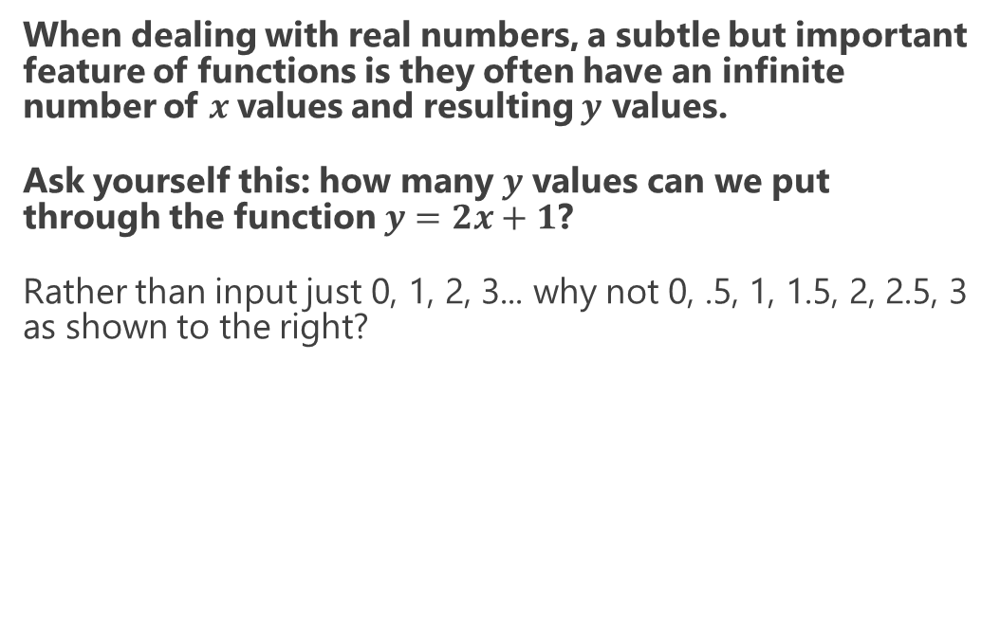 When dealing with real numbers, a subtle but important
feature of functions is they often have an infinite
number of x values and resulting y values.
Ask yourself this: how many y values can we put
through the function y = 2x + 1?
Rather than input just 0, 1, 2, 3... why not 0, .5, 1, 1.5, 2, 2.5, 3
as shown to the right?